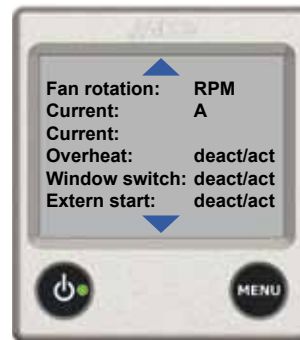 Fan rotation: RPM
Current: A
Current:
Overheat: deact/act
Window switch: deact/act
Extern start: deact/act
MENU